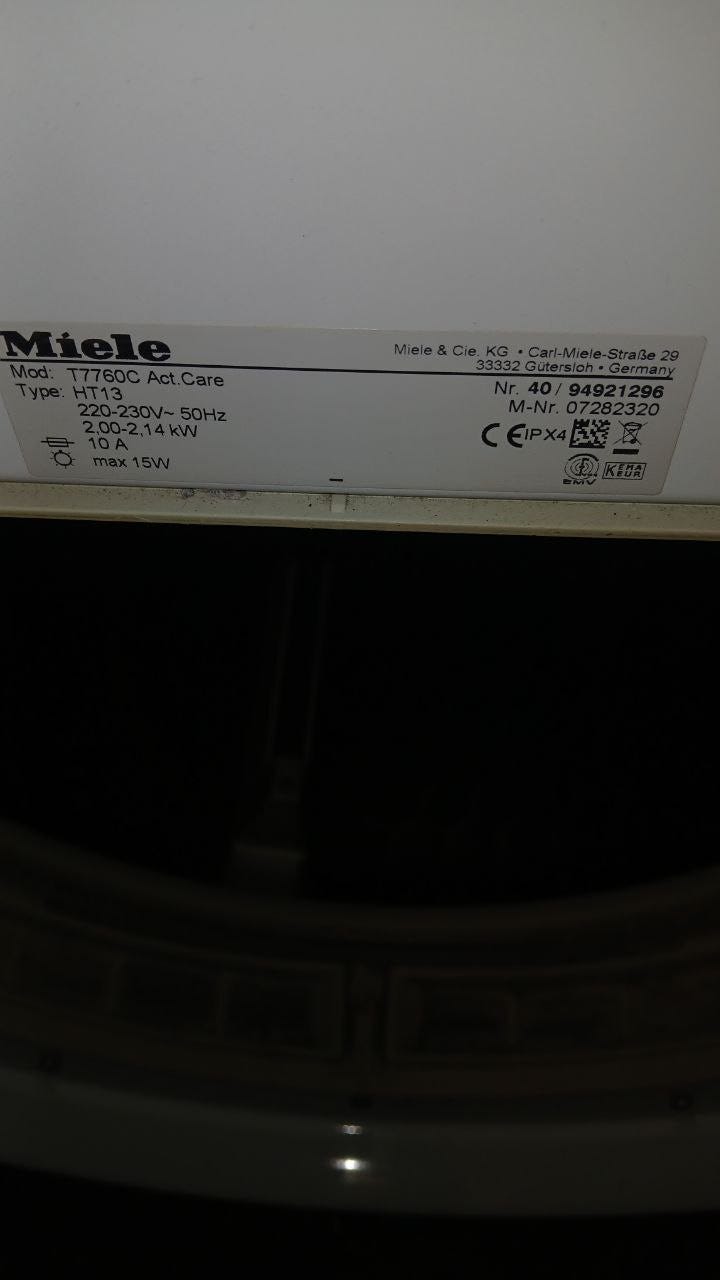 Miele
Miele & Cie. KG • Carl-Miele-Straße 29
33332 Gütersloh • Germany
Mod: T7760C Act.Care
Type: HT13
220-230V~ 50Hz
2,00-2,14 kW
10 A
max 15W
Nr. 40 / 94921296
M-Nr. 07282320
CE IPX4
EMV
KEMA
KEUR